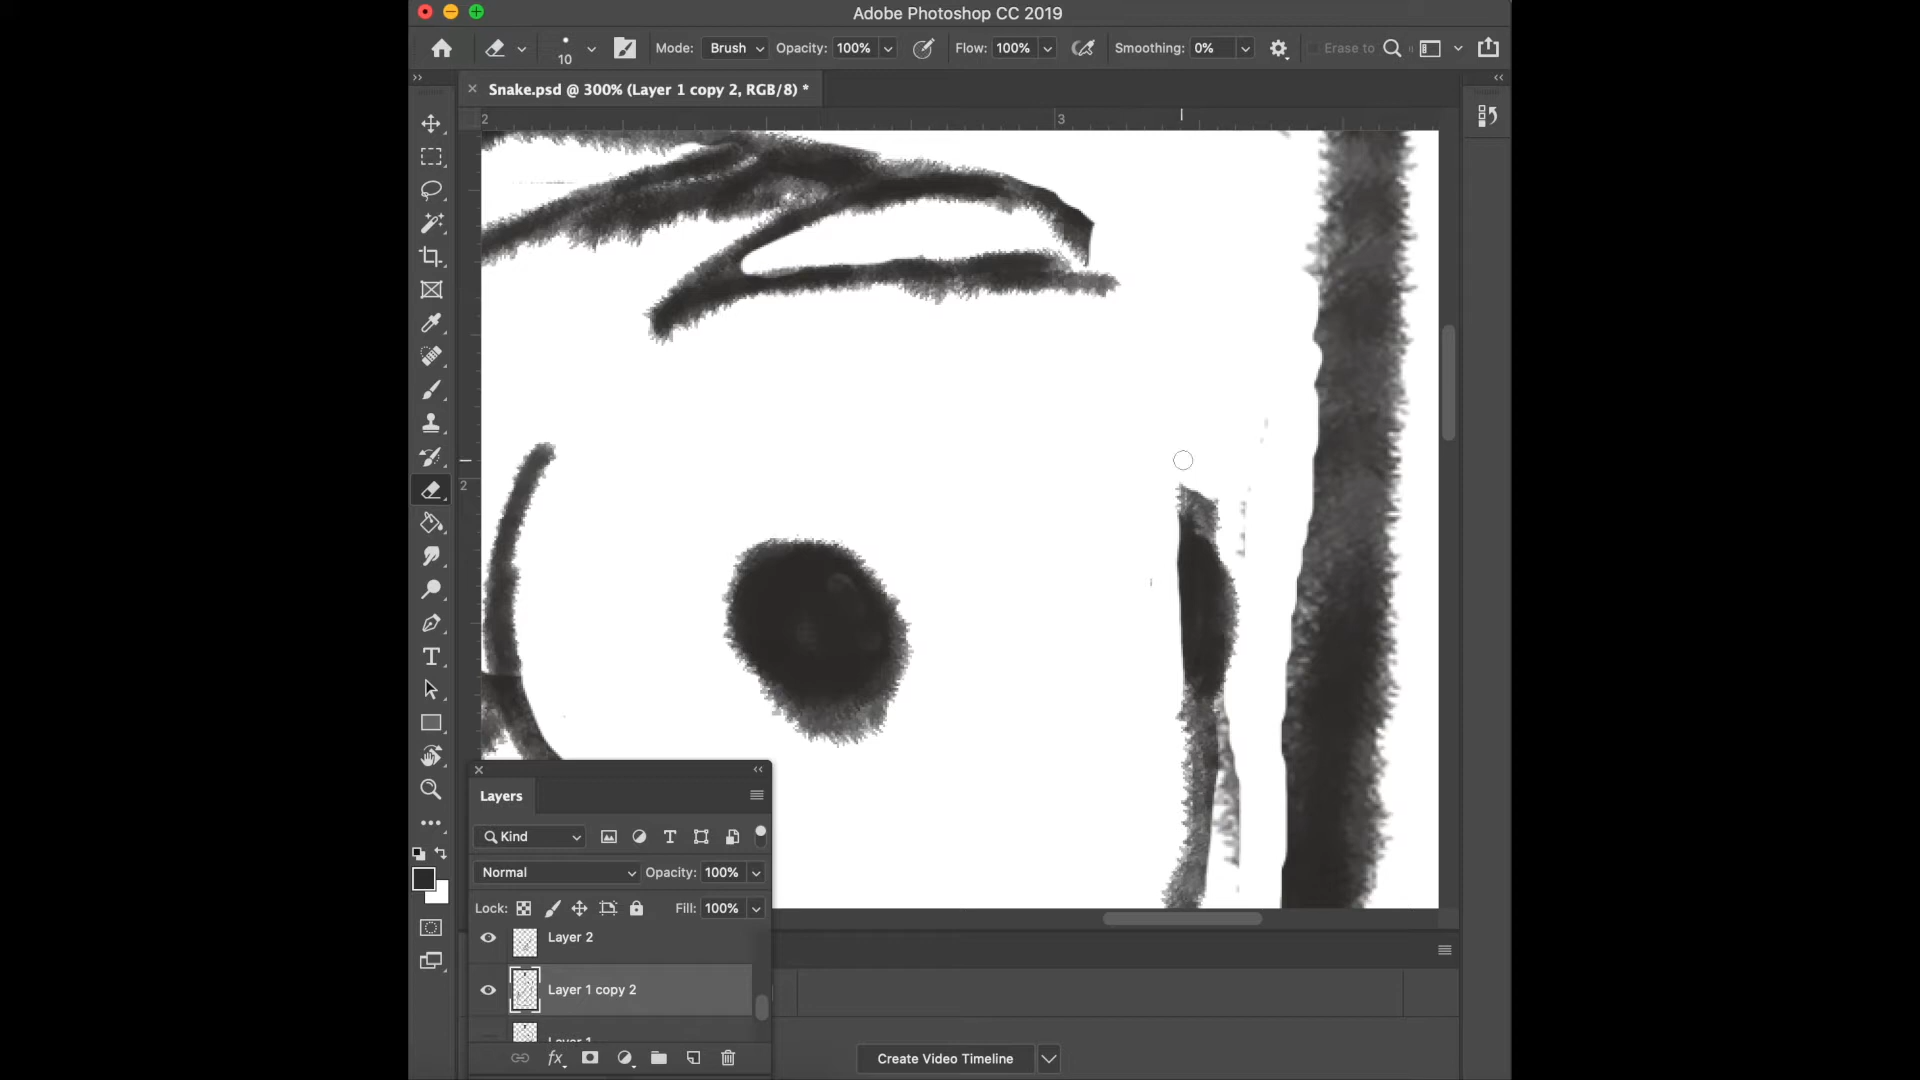 Adobe Photoshop CC 2019
10
Mode: Brush Opacity: 100% Flow: 100% Smoothing: 0% Erase to
Snake.psd @ 300% (Layer 1 copy 2, RGB/8) *
2 3
2
Layers
Kind
Normal Opacity: 100%
Lock: Fill: 100%
Layer 2
Layer 1 copy 2
Layer 1
Create Video Timeline